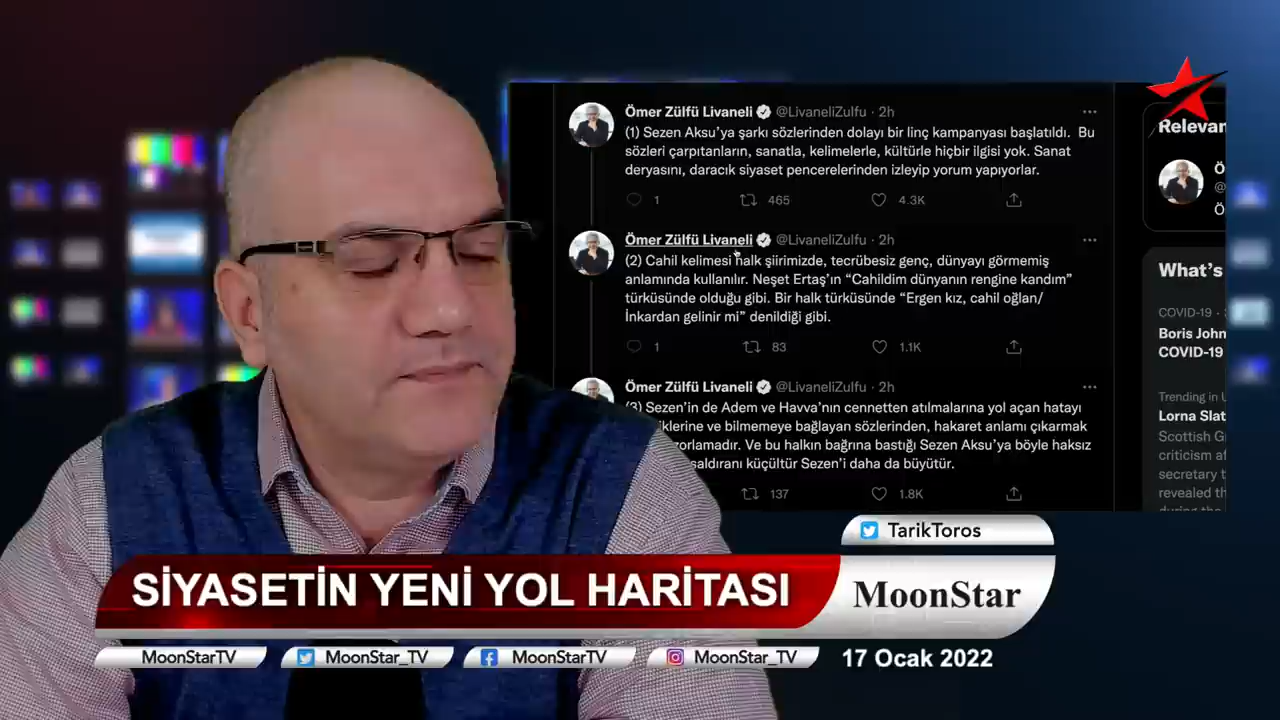 Ömer Zülfü Livaneli @LivaneliZulfu · 2h
(1) Sezen Aksu'ya şarkı sözlerinden dolayı bir linç kampanyası başlatıldı. Bu
sözleri çarpıtanların, sanatla, kelimelerle, kültürle hiçbir ilgisi yok. Sanat
deryasını, daracık siyaset pencerelerinden izleyip yorum yapıyorlar.
1 465 4.3K
Ömer Zülfü Livaneli @LivaneliZulfu · 2h
(2) Cahil kelimesi halk şiirimizde, tecrübesiz genç, dünyayı görmemiş
anlamında kullanılır. Neşet Ertaş'ın “Cahildim dünyanın rengine kandım”
türküsünde olduğu gibi. Bir halk türküsünde “Ergen kız, cahil oğlan/
İnkardan gelinir mi” denildiği gibi.
1 83 1.1K
Ömer Zülfü Livaneli @LivaneliZulfu · 2h
(3) Sezen'in de Adem ve Havva'nın cennetten atılmalarına yol açan hatayı
iklerine ve bilmemeye bağlayan sözlerinden, hakaret anlamı çıkarmak
zorlamadır. Ve bu halkın bağrına bastığı Sezen Aksu'ya böyle haksız
saldıranı küçültür Sezen'i daha da büyütür.
137 1.8K
Relevan
Ö
@
Ö
What's
COVID-19 ·
Boris John
COVID-19
Trending in U
Lorna Slat
Scottish G
criticism af
secretary t
revealed th
during the
TarikToros
SİYASETİN YENİ YOL HARİTASI
MoonStar
MoonStarTV MoonStar_TV MoonStarTV MoonStar_TV
17 Ocak 2022